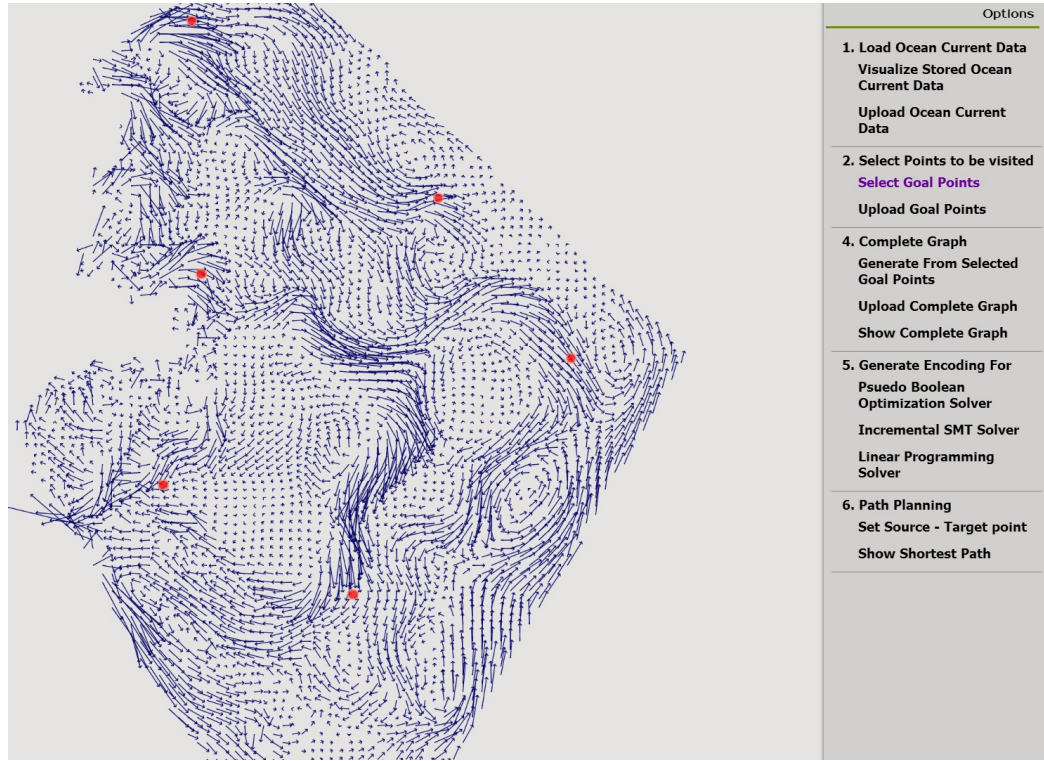 Options
1. Load Ocean Current Data
Visualize Stored Ocean
Current Data
Upload Ocean Current
Data
2. Select Points to be visited
Select Goal Points
Upload Goal Points
4. Complete Graph
Generate From Selected
Goal Points
Upload Complete Graph
Show Complete Graph
5. Generate Encoding For
Psuedo Boolean
Optimization Solver
Incremental SMT Solver
Linear Programming
Solver
6. Path Planning
Set Source - Target point
Show Shortest Path